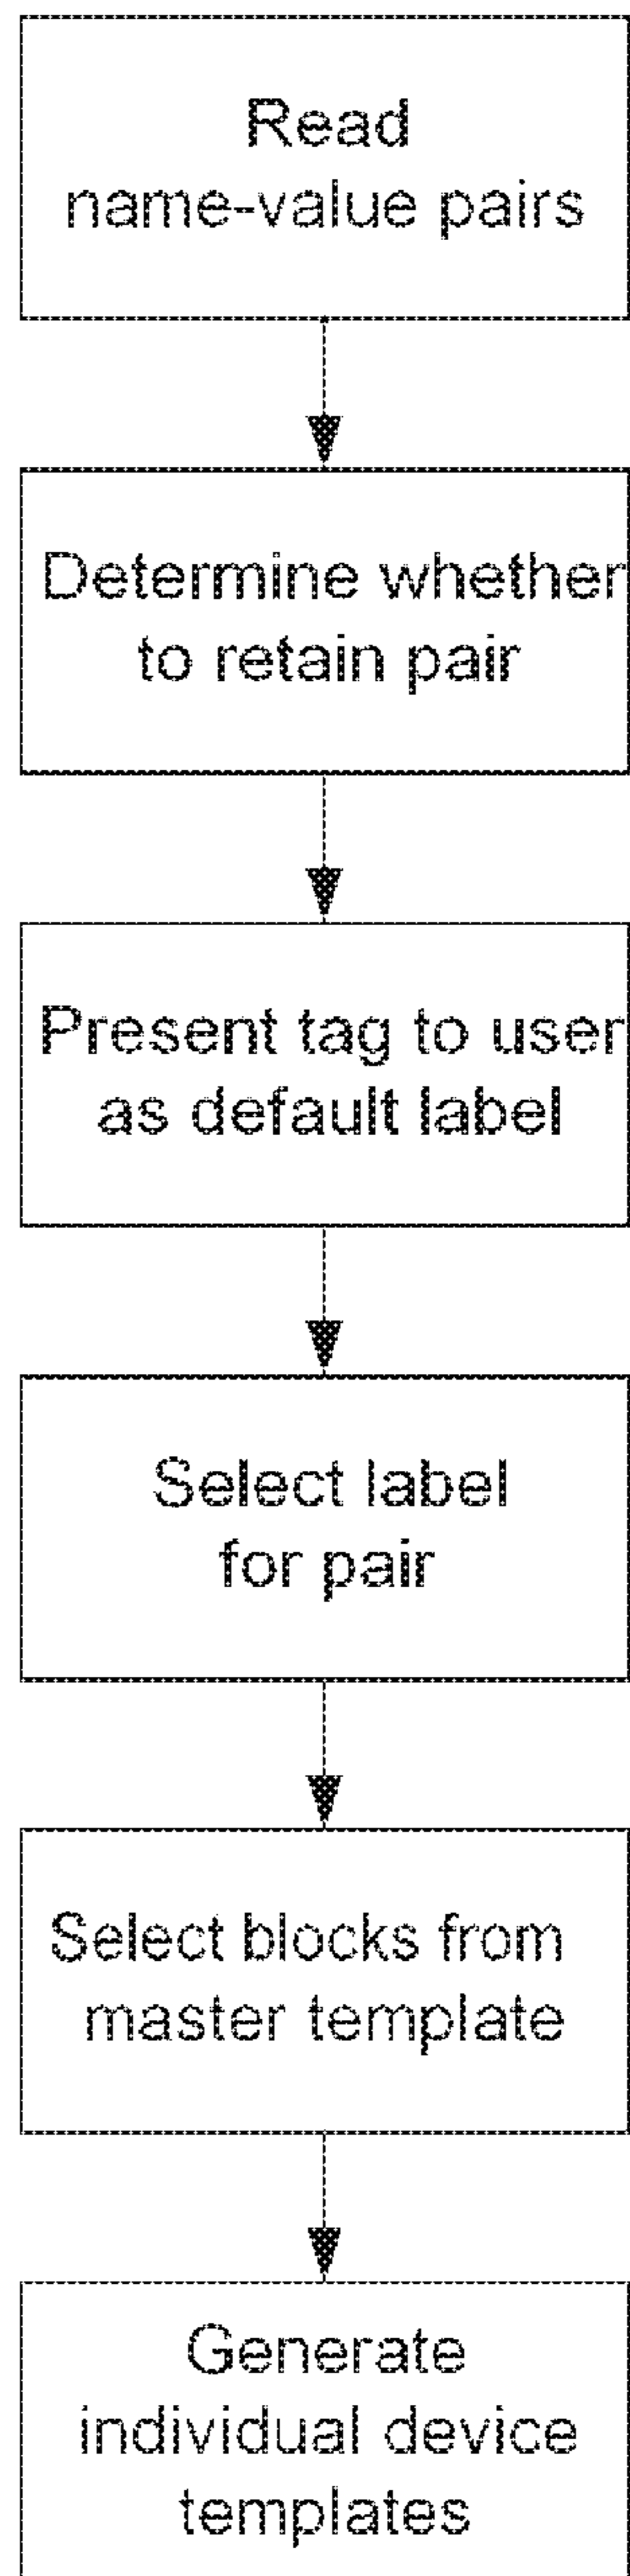 Read
name-value pairs
Determine whether
to retain pair
Present tag to user
as default label
Select label
for pair
Select blocks from
master template
Generate
individual device
templates